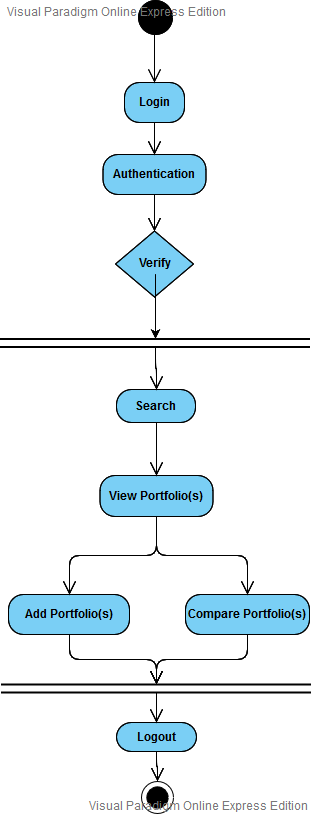 Visual Paradigm Online Express Edition
Login
Authentication
Verify
Search
View Portfolio(s)
Add Portfolio(s)
Compare Portfolio(s)
Logout
Visual Paradigm Online Express Edition